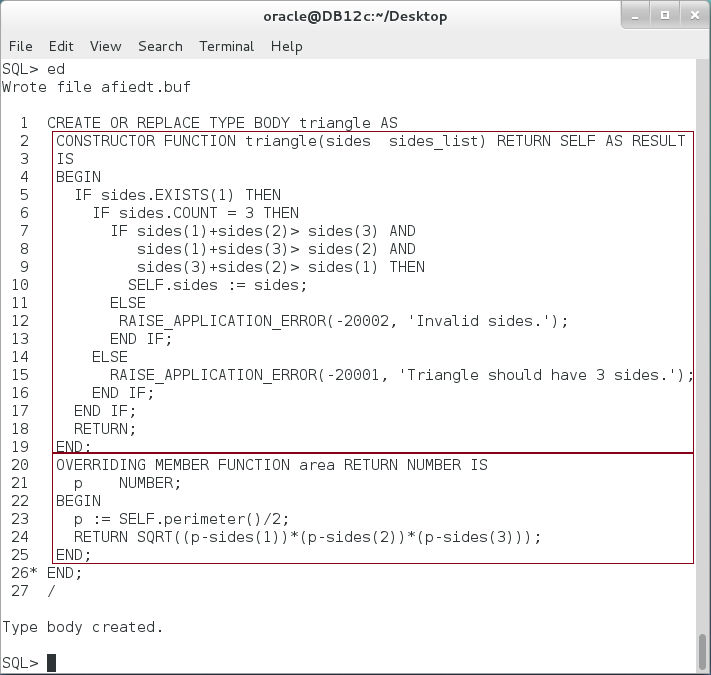 oracle@DB12c:~/Desktop
File Edit View Search Terminal Help
SQL> ed
Wrote file afiedt.buf
1 CREATE OR REPLACE TYPE BODY triangle AS
2 CONSTRUCTOR FUNCTION triangle(sides  sides_list) RETURN SELF AS RESULT
3 IS
4 BEGIN
5 IF sides.EXISTS(1) THEN
6 IF sides.COUNT = 3 THEN
7 IF sides(1)+sides(2)> sides(3) AND
8 sides(1)+sides(3)> sides(2) AND
9 sides(3)+sides(2)> sides(1) THEN
10 SELF.sides := sides;
11 ELSE
12 RAISE_APPLICATION_ERROR(-20002, 'Invalid sides.');
13 END IF;
14 ELSE
15 RAISE_APPLICATION_ERROR(-20001, 'Triangle should have 3 sides.');
16 END IF;
17 END IF;
18 RETURN;
19 END;
20 OVERRIDING MEMBER FUNCTION area RETURN NUMBER IS
21 p    NUMBER;
22 BEGIN
23 p := SELF.perimeter()/2;
24 RETURN SQRT((p-sides(1))*(p-sides(2))*(p-sides(3)));
25 END;
26* END;
27 /
Type body created.
SQL>